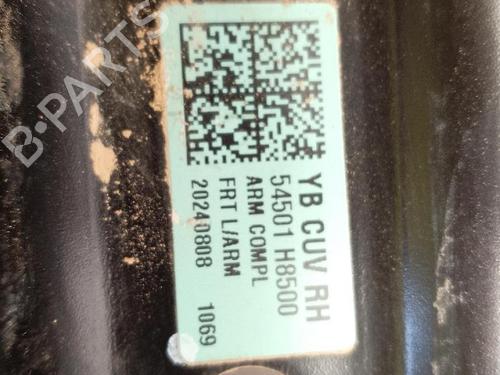 YB CUV RH
54501 H8500
ARM COMPL
FRT L/ARM
20240808 1069
B-PARTS